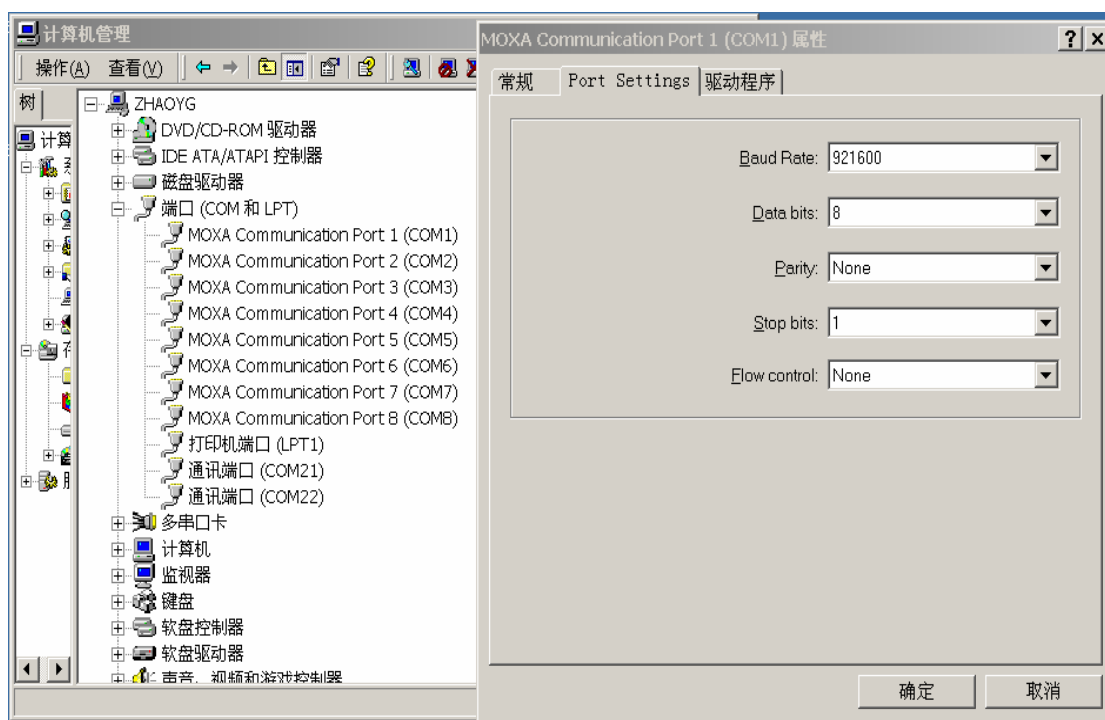 计算机管理
操作(A) 查看(V)
树
计算
ZHAOYG
DVD/CD-ROM 驱动器
IDE ATA/ATAPI 控制器
磁盘驱动器
端口 (COM 和 LPT)
MOXA Communication Port 1 (COM1)
MOXA Communication Port 2 (COM2)
MOXA Communication Port 3 (COM3)
MOXA Communication Port 4 (COM4)
MOXA Communication Port 5 (COM5)
MOXA Communication Port 6 (COM6)
MOXA Communication Port 7 (COM7)
MOXA Communication Port 8 (COM8)
打印机端口 (LPT1)
通讯端口 (COM21)
通讯端口 (COM22)
多串口卡
计算机
监视器
键盘
软盘控制器
软盘驱动器
声音、视频和游戏控制器
MOXA Communication Port 1 (COM1) 属性
常规 Port Settings 驱动程序
Baud Rate: 921600
Data bits: 8
Parity: None
Stop bits: 1
Flow control: None
确定 取消